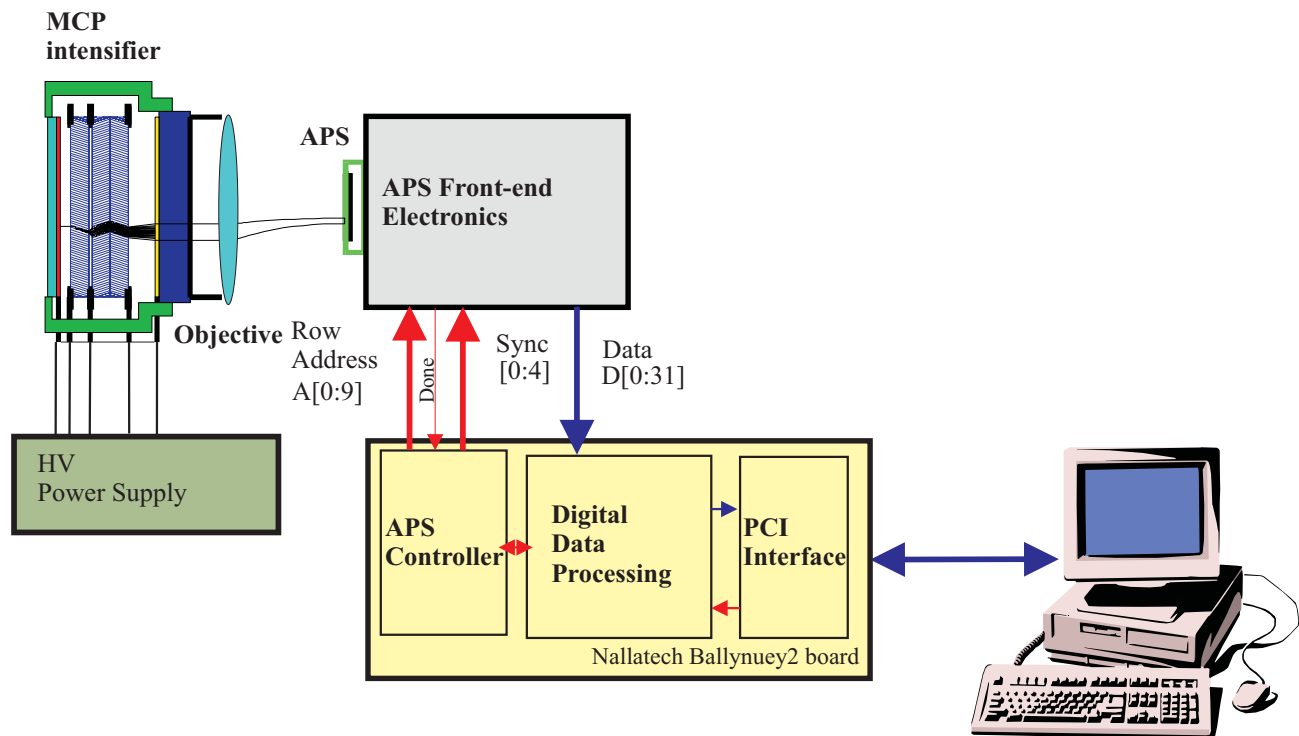 MCP
intensifier
APS
APS Front-end
Electronics
Objective
Row
Address
A[0:9]
Done
Sync
[0:4]
Data
D[0:31]
HV
Power Supply
APS
Controller
Digital
Data
Processing
PCI
Interface
Nallatech Ballynuey2 board